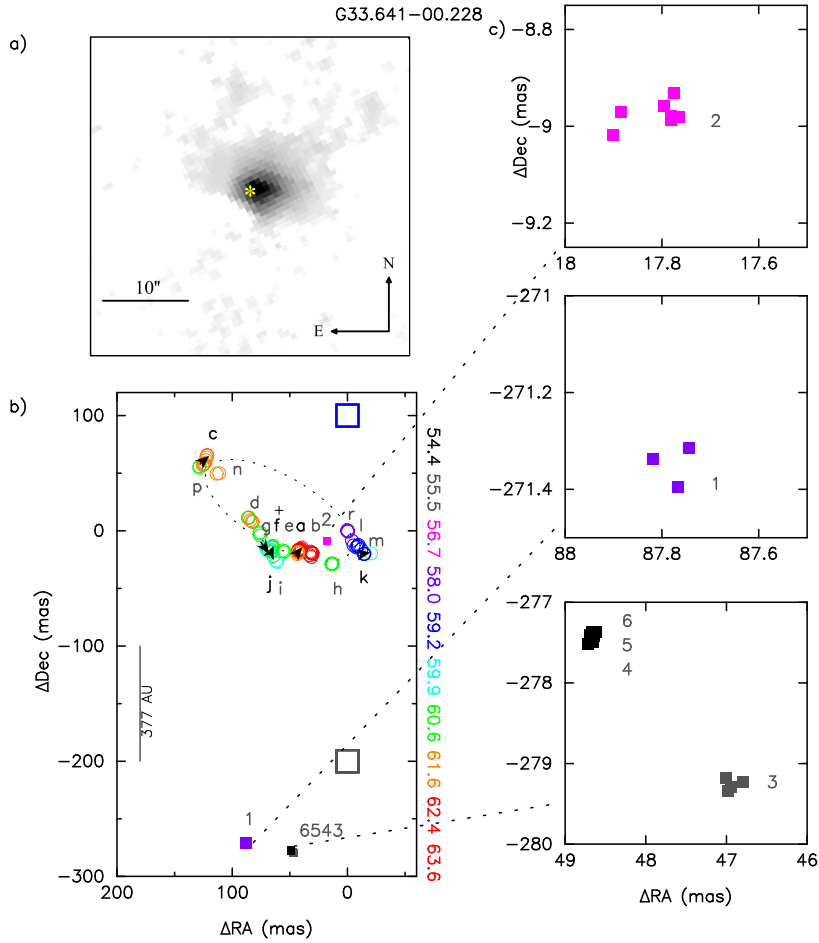 G33.641−00.228
a)
10"
N
E
b)
100
50
0
−50
−100
−200
−300
200
100
0
ΔDec (mas)
ΔRA (mas)
377 AU
c
n
p
d
g
f
e
a
b
2
r
l
m
k
h
j
i
1
6543
54.4 55.5 56.7 58.0 59.2 59.9 60.6 61.6 62.4 63.6
c)
−8.8
−9
−9.2
18
17.8
17.6
ΔDec (mas)
2
−271
−271.2
−271.4
88
87.8
87.6
1
−277
−278
−279
−280
49
48
47
46
6
5
4
3
ΔRA (mas)